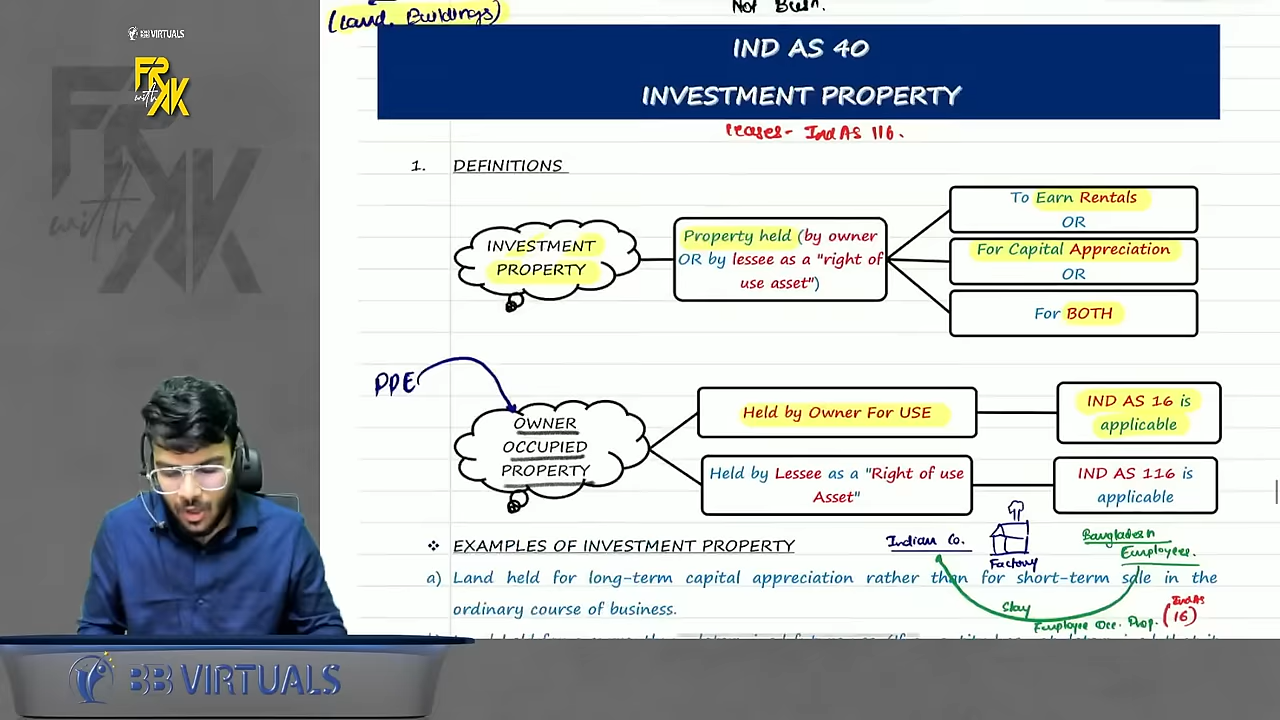 (Land, Buildings)
Not Busn.
BB VIRTUALS
FR
with
AK
IND AS 40
INVESTMENT PROPERTY
Leases- Ind AS 116.
1. DEFINITIONS
INVESTMENT
PROPERTY
Property held (by owner
OR by lessee as a "right of
use asset")
To Earn Rentals
OR
For Capital Appreciation
OR
For BOTH
PPE
OWNER
OCCUPIED
PROPERTY
Held by Owner For USE
IND AS 16 is
applicable
Held by Lessee as a "Right of use
Asset"
IND AS 116 is
applicable
❖ EXAMPLES OF INVESTMENT PROPERTY
Indian Co.
Factory
Bangladesh
Employees.
a) Land held for long-term capital appreciation rather than for short-term sale in the
ordinary course of business.
Stay
Employee Occ. Prop. (Ind AS
16)
BB VIRTUALS